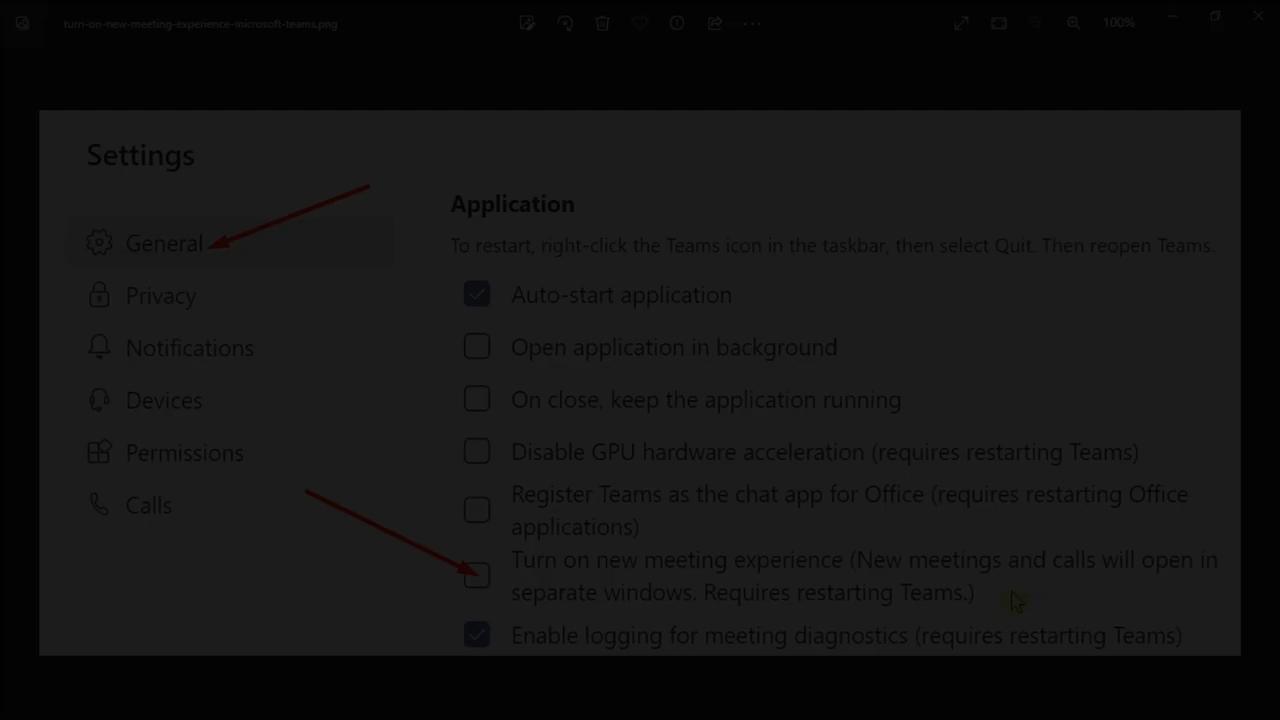 turn-on-new-meeting-experience-microsoft-teams.png
100%
Settings
General
Privacy
Notifications
Devices
Permissions
Calls
Application
To restart, right-click the Teams icon in the taskbar, then select Quit. Then reopen Teams.
Auto-start application
Open application in background
On close, keep the application running
Disable GPU hardware acceleration (requires restarting Teams)
Register Teams as the chat app for Office (requires restarting Office
applications)
Turn on new meeting experience (New meetings and calls will open in
separate windows. Requires restarting Teams.)
Enable logging for meeting diagnostics (requires restarting Teams)